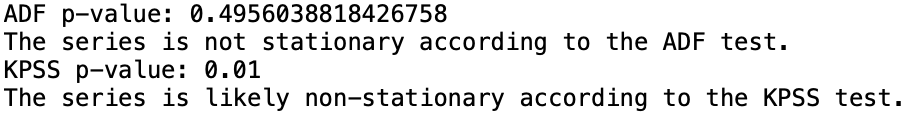 ADF p-value: 0.4956038818426758
The series is not stationary according to the ADF test.
KPSS p-value: 0.01
The series is likely non-stationary according to the KPSS test.